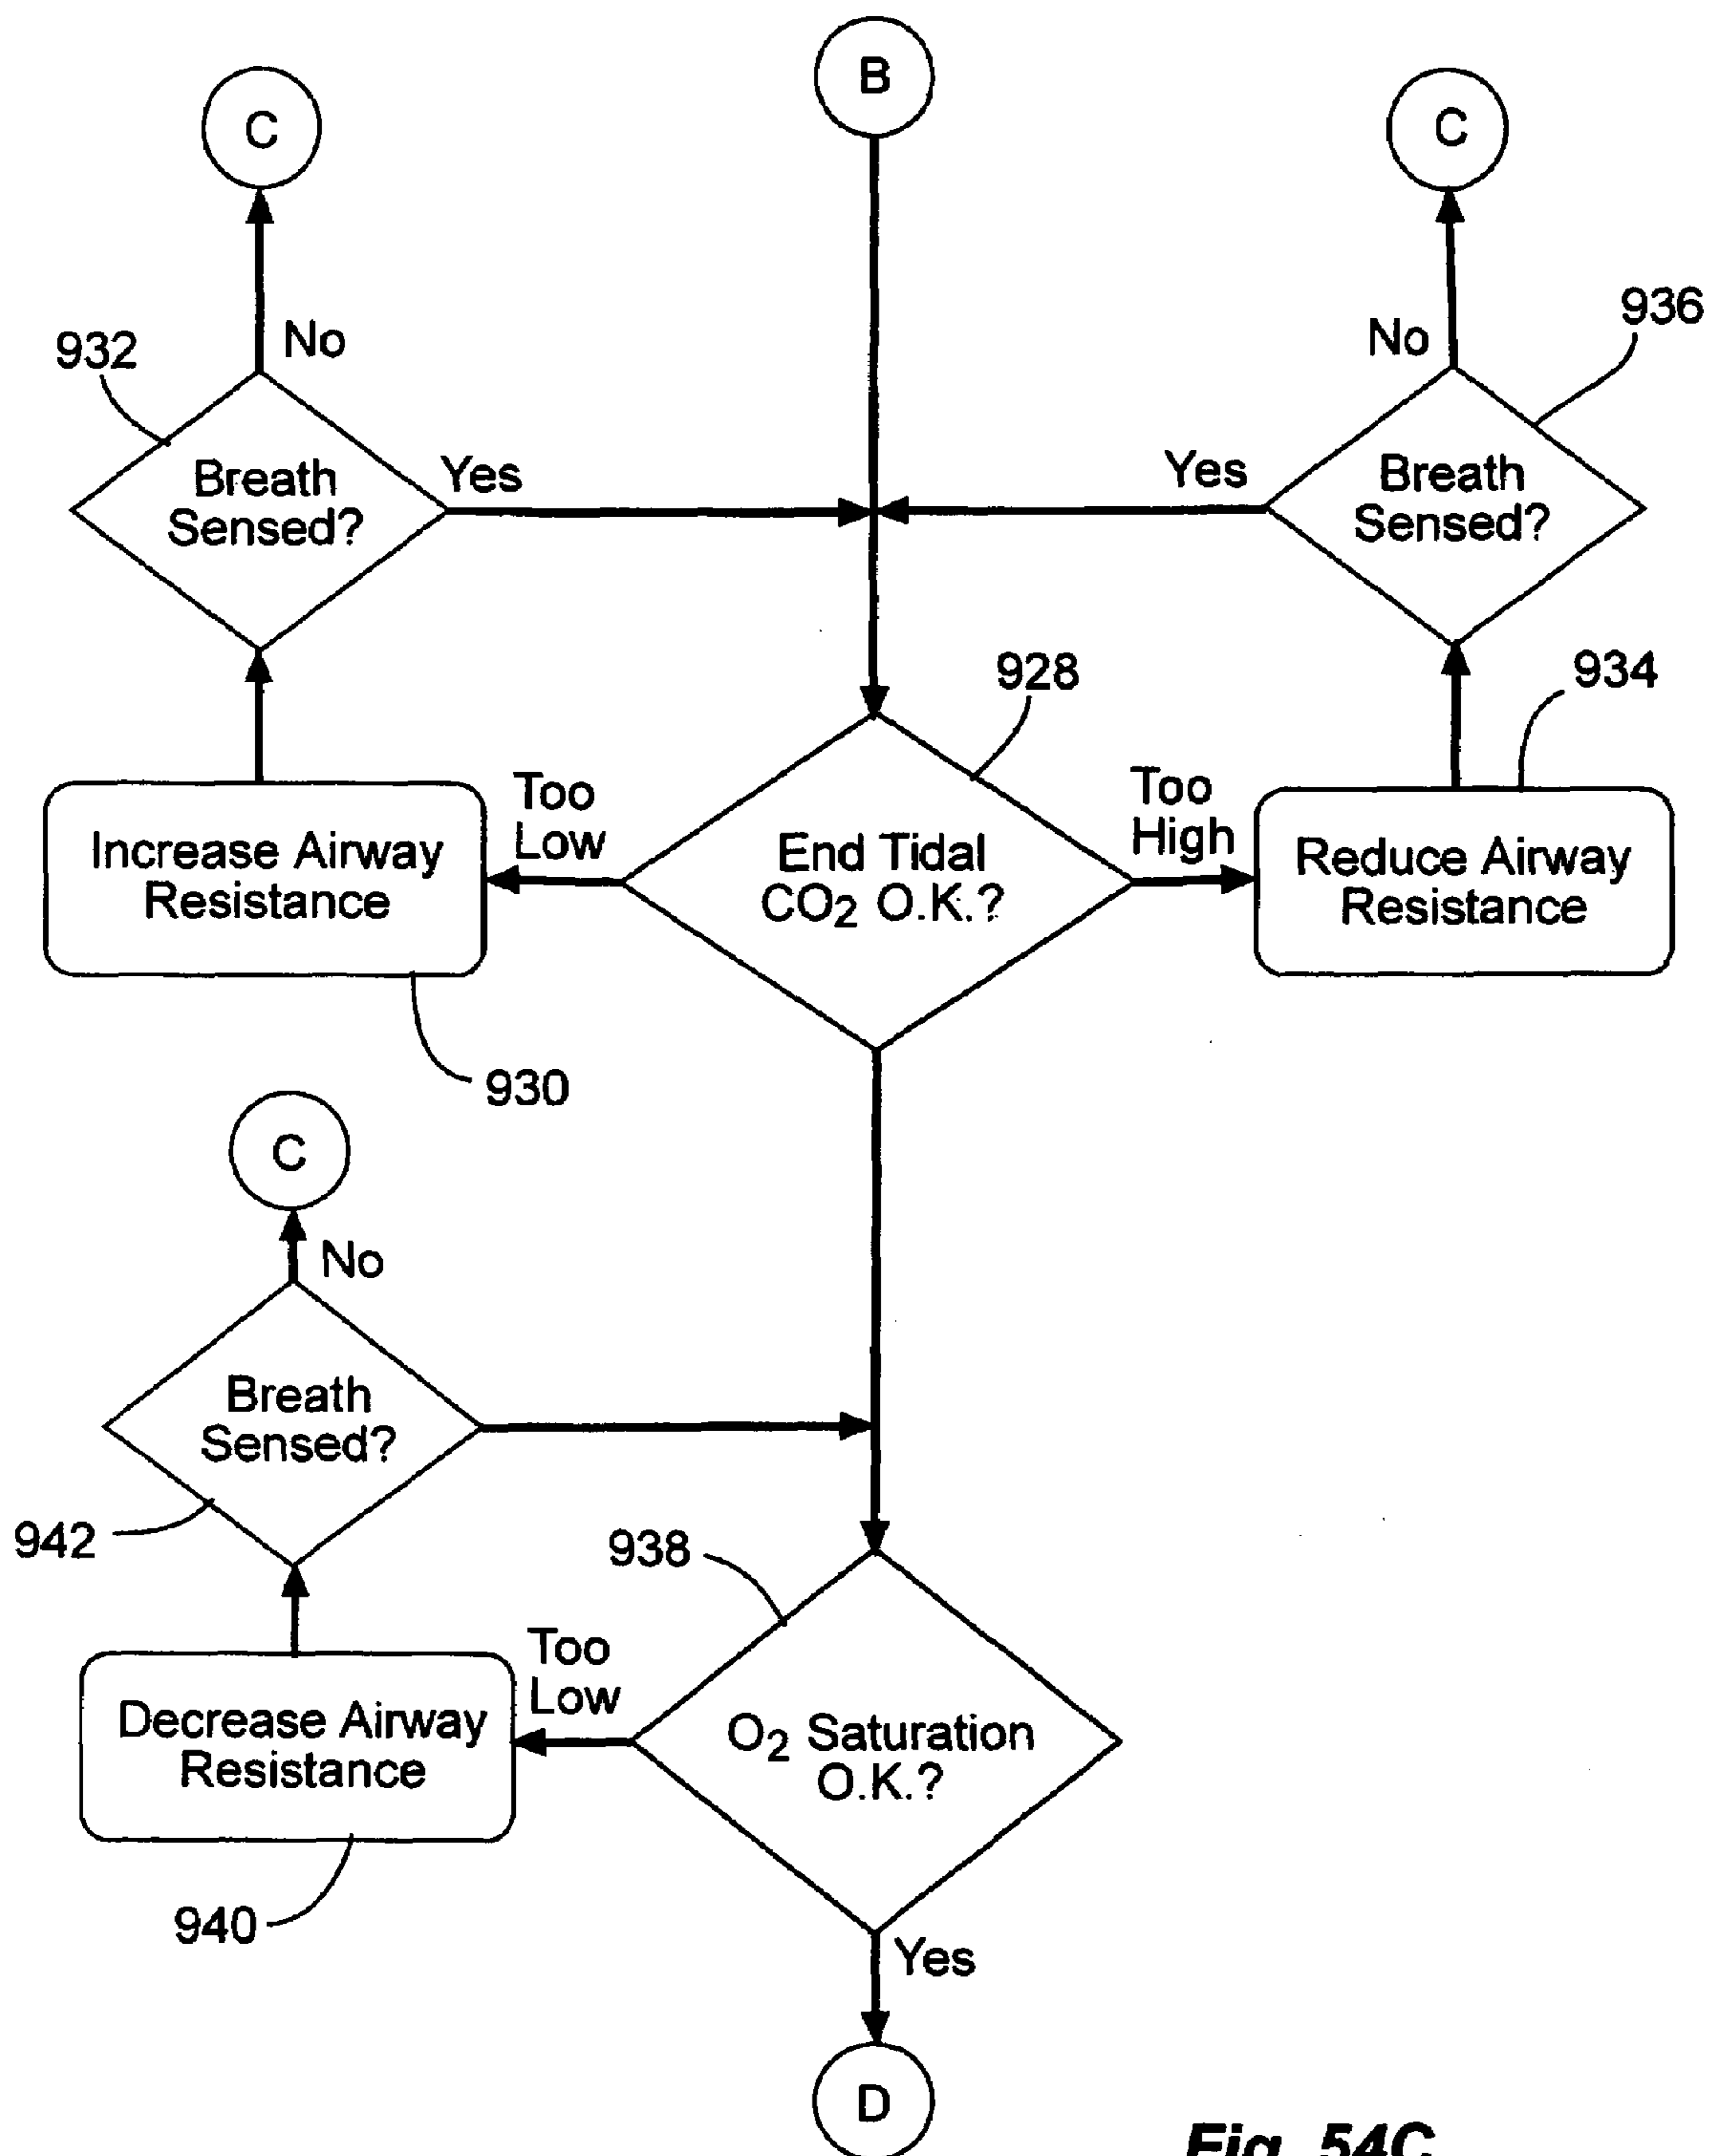 B
C
C
936
932
No
No
Breath
Sensed?
Yes
Yes
Breath
Sensed?
928
934
Too
Low
Too
High
Increase Airway
Resistance
End Tidal
CO2 O.K.?
Reduce Airway
Resistance
930
C
No
Breath
Sensed?
942
938
Too
Low
Decrease Airway
Resistance
O2 Saturation
O.K.?
940
Yes
D
Fig. 54C